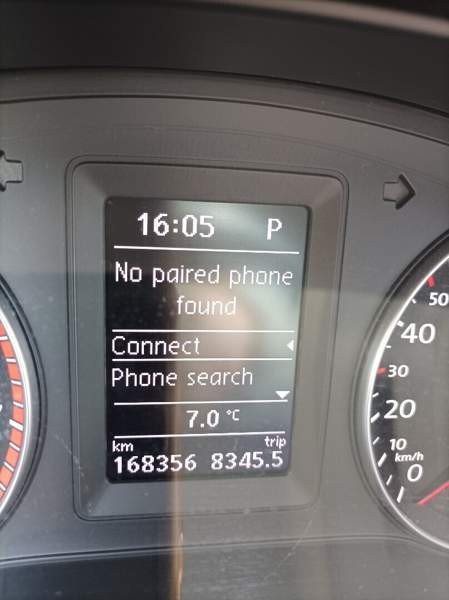 16:05 P
No paired phone
found
Connect
Phone search
7.0 °C
km trip
168356 8345.5
50
40
30
20
10
km/h
0